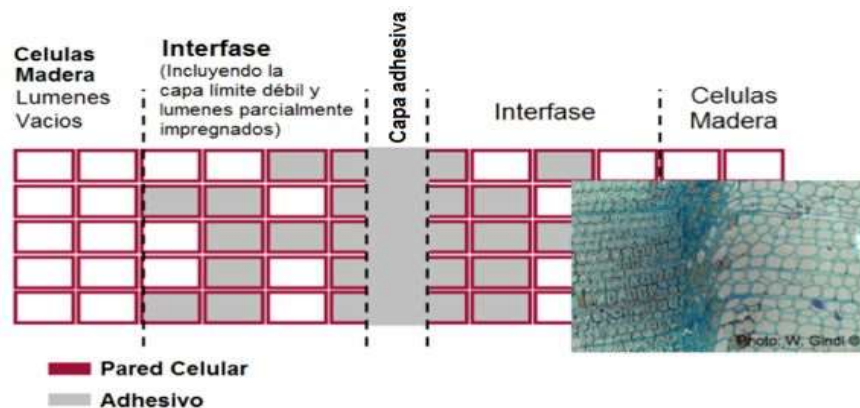 Celulas
Madera
Lumenes
Vacios
Interfase
(Incluyendo la
capa límite débil y
lumenes parcialmente
impregnados)
Capa adhesiva
Interfase
Celulas
Madera
Photo: W. Gindl ©
Pared Celular
Adhesivo